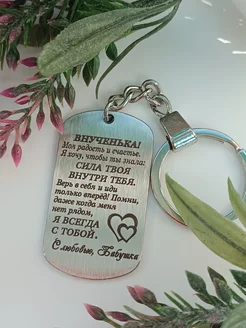 ВНУЧЕНЬКА!
Моя радость и счастье.
Я хочу, чтобы ты знала:
СИЛА ТВОЯ
ВНУТРИ ТЕБЯ.
Верь в себя и иди
только вперёд! Помни,
даже когда меня
нет рядом,
Я ВСЕГДА
С ТОБОЙ.
С любовью, Бабушка